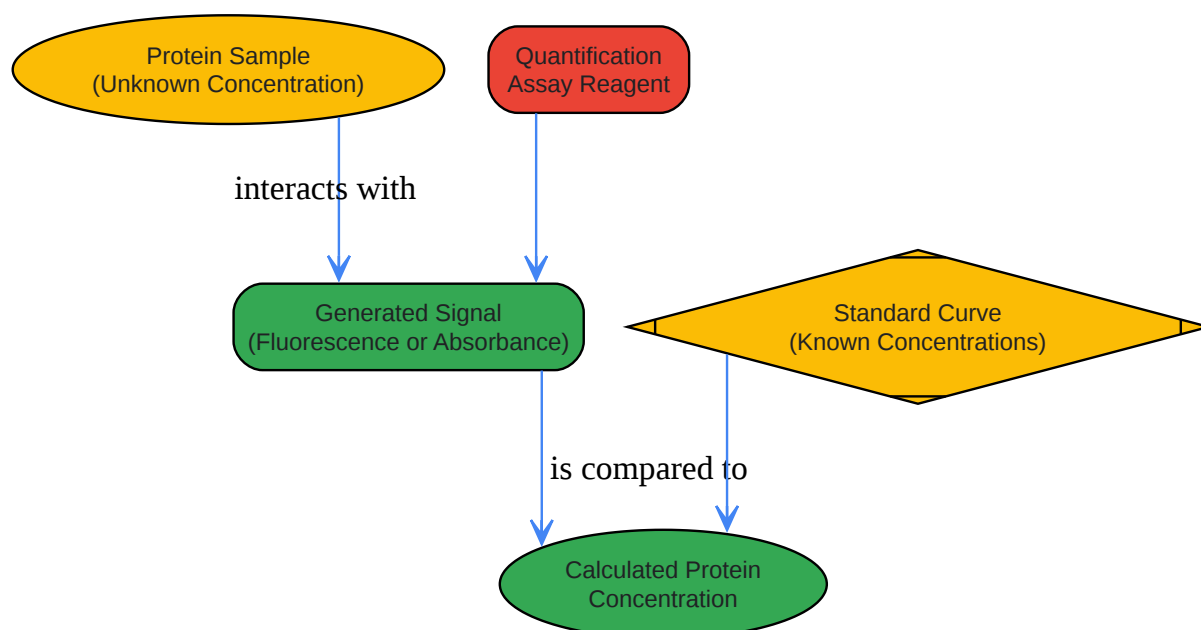 Protein Sample
(Unknown Concentration)
Quantification
Assay Reagent
interacts with
Generated Signal
(Fluorescence or Absorbance)
Standard Curve
(Known Concentrations)
is compared to
Calculated Protein
Concentration